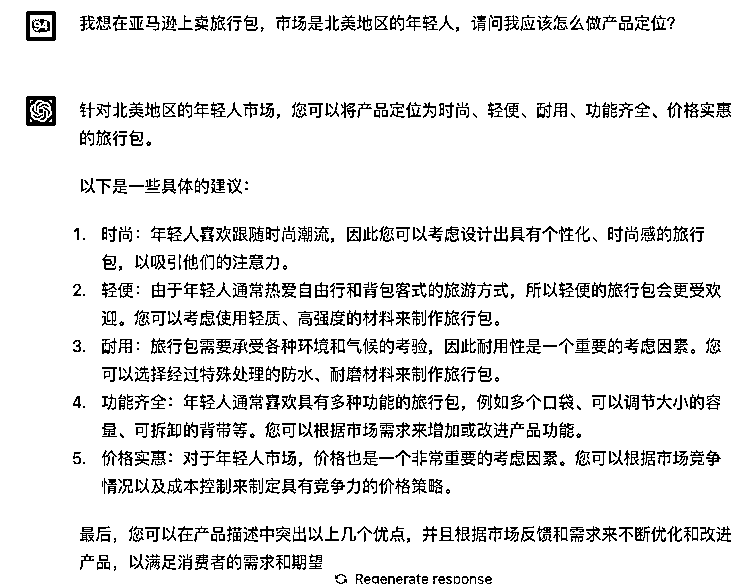 我想在亚马逊上卖旅行包，市场是北美地区的年轻人，请问我应该怎么做产品定位？
针对北美地区的年轻人市场，您可以将产品定位为时尚、轻便、耐用、功能齐全、价格实惠
的旅行包。
以下是一些具体的建议：
1. 时尚：年轻人喜欢跟随时尚潮流，因此您可以考虑设计出具有个性化、时尚感的旅行
包，以吸引他们的注意力。
2. 轻便：由于年轻人通常热爱自由行和背包客式的旅游方式，所以轻便的旅行包会更受欢
迎。您可以考虑使用轻质、高强度的材料来制作旅行包。
3. 耐用：旅行包需要承受各种环境和气候的考验，因此耐用性是一个重要的考虑因素。您
可以选择经过特殊处理的防水、耐磨材料来制作旅行包。
4. 功能齐全：年轻人通常喜欢具有多种功能的旅行包，例如多个口袋、可以调节大小的容
量、可拆卸的背带等。您可以根据市场需求来增加或改进产品功能。
5. 价格实惠：对于年轻人市场，价格也是一个非常重要的考虑因素。您可以根据市场竞争
情况以及成本控制来制定具有竞争力的价格策略。
最后，您可以在产品描述中突出以上几个优点，并且根据市场反馈和需求来不断优化和改进
产品，以满足消费者的需求和期望
Regenerate response